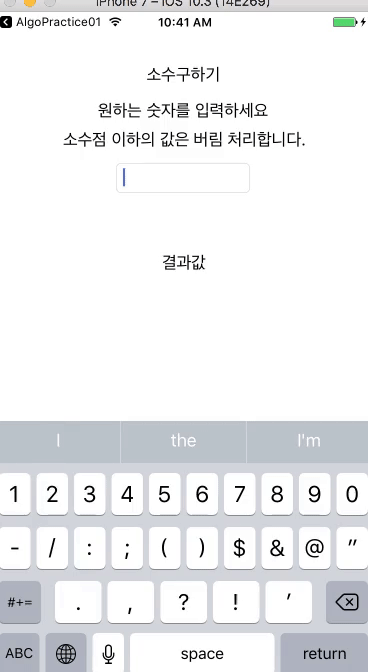 iPhone 7 – iOS 10.3 (14E269)
AlgoPractice01 10:41 AM
소수구하기
원하는 숫자를 입력하세요
소수점 이하의 값은 버림 처리합니다.
결과값
I the I'm
1 2 3 4 5 6 7 8 9 0
- / : ; ( ) $ & @ "
#+= . , ? ! '
ABC space return